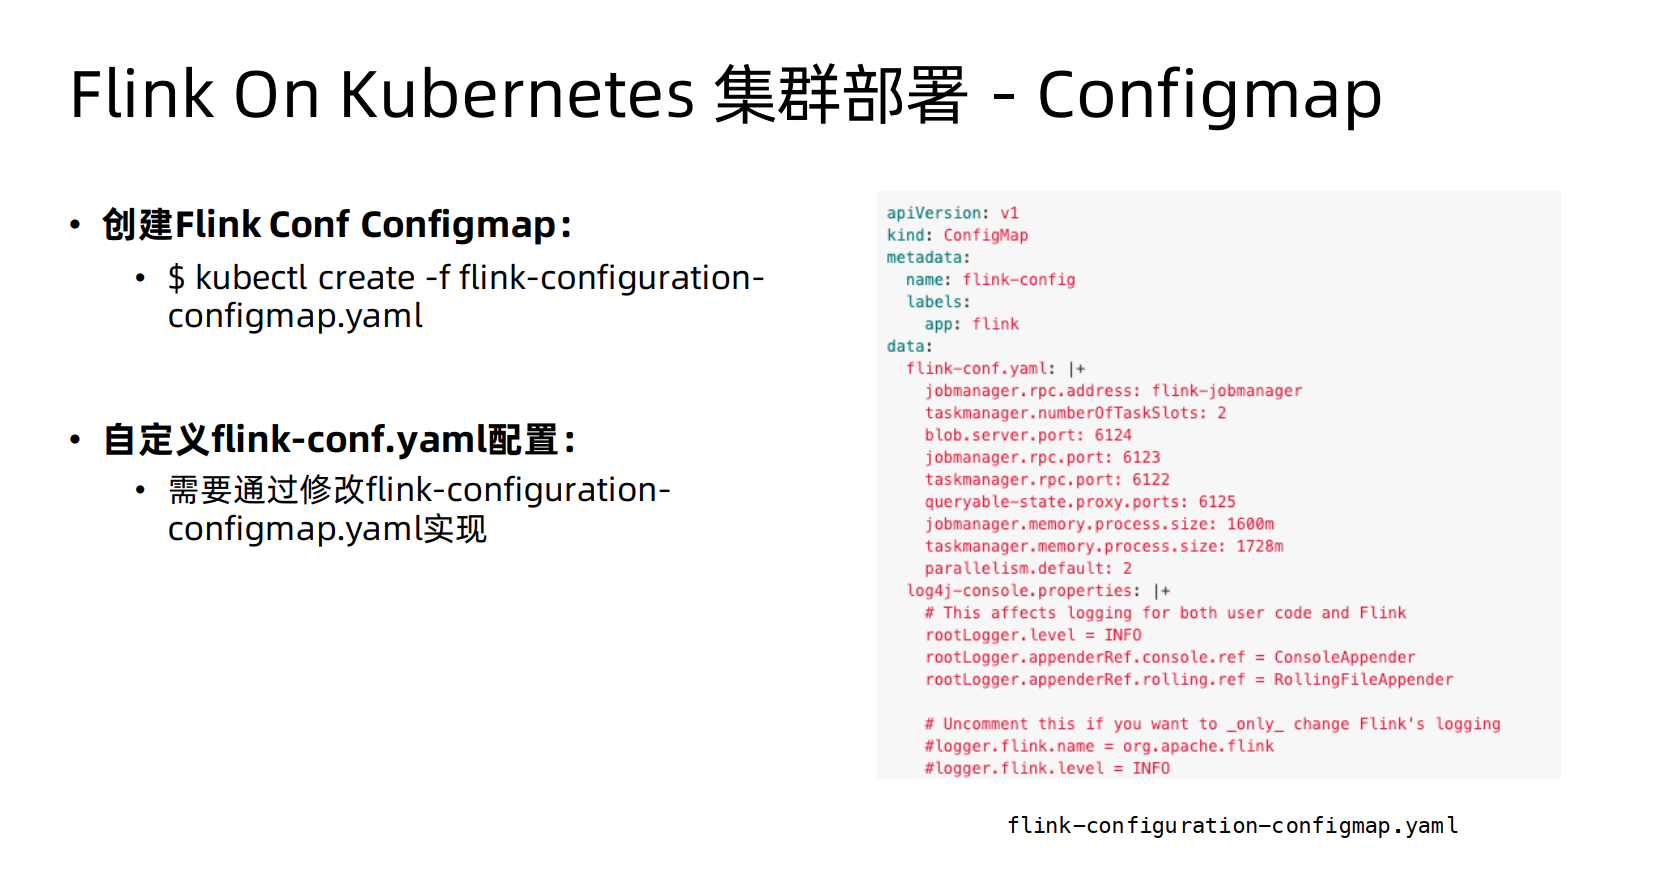 Flink On Kubernetes 集群部署 - Configmap
• 创建Flink Conf Configmap：
• $ kubectl create -f flink-configuration-
configmap.yaml
• 自定义flink-conf.yaml配置：
• 需要通过修改flink-configuration-
configmap.yaml实现
apiVersion: v1
kind: ConfigMap
metadata:
  name: flink-config
  labels:
    app: flink
data:
  flink-conf.yaml: |+
    jobmanager.rpc.address: flink-jobmanager
    taskmanager.numberOfTaskSlots: 2
    blob.server.port: 6124
    jobmanager.rpc.port: 6123
    taskmanager.rpc.port: 6122
    queryable-state.proxy.ports: 6125
    jobmanager.memory.process.size: 1600m
    taskmanager.memory.process.size: 1728m
    parallelism.default: 2
  log4j-console.properties: |+
    # This affects logging for both user code and Flink
    rootLogger.level = INFO
    rootLogger.appenderRef.console.ref = ConsoleAppender
    rootLogger.appenderRef.rolling.ref = RollingFileAppender
    # Uncomment this if you want to _only_ change Flink's logging
    #logger.flink.name = org.apache.flink
    #logger.flink.level = INFO
flink-configuration-configmap.yaml